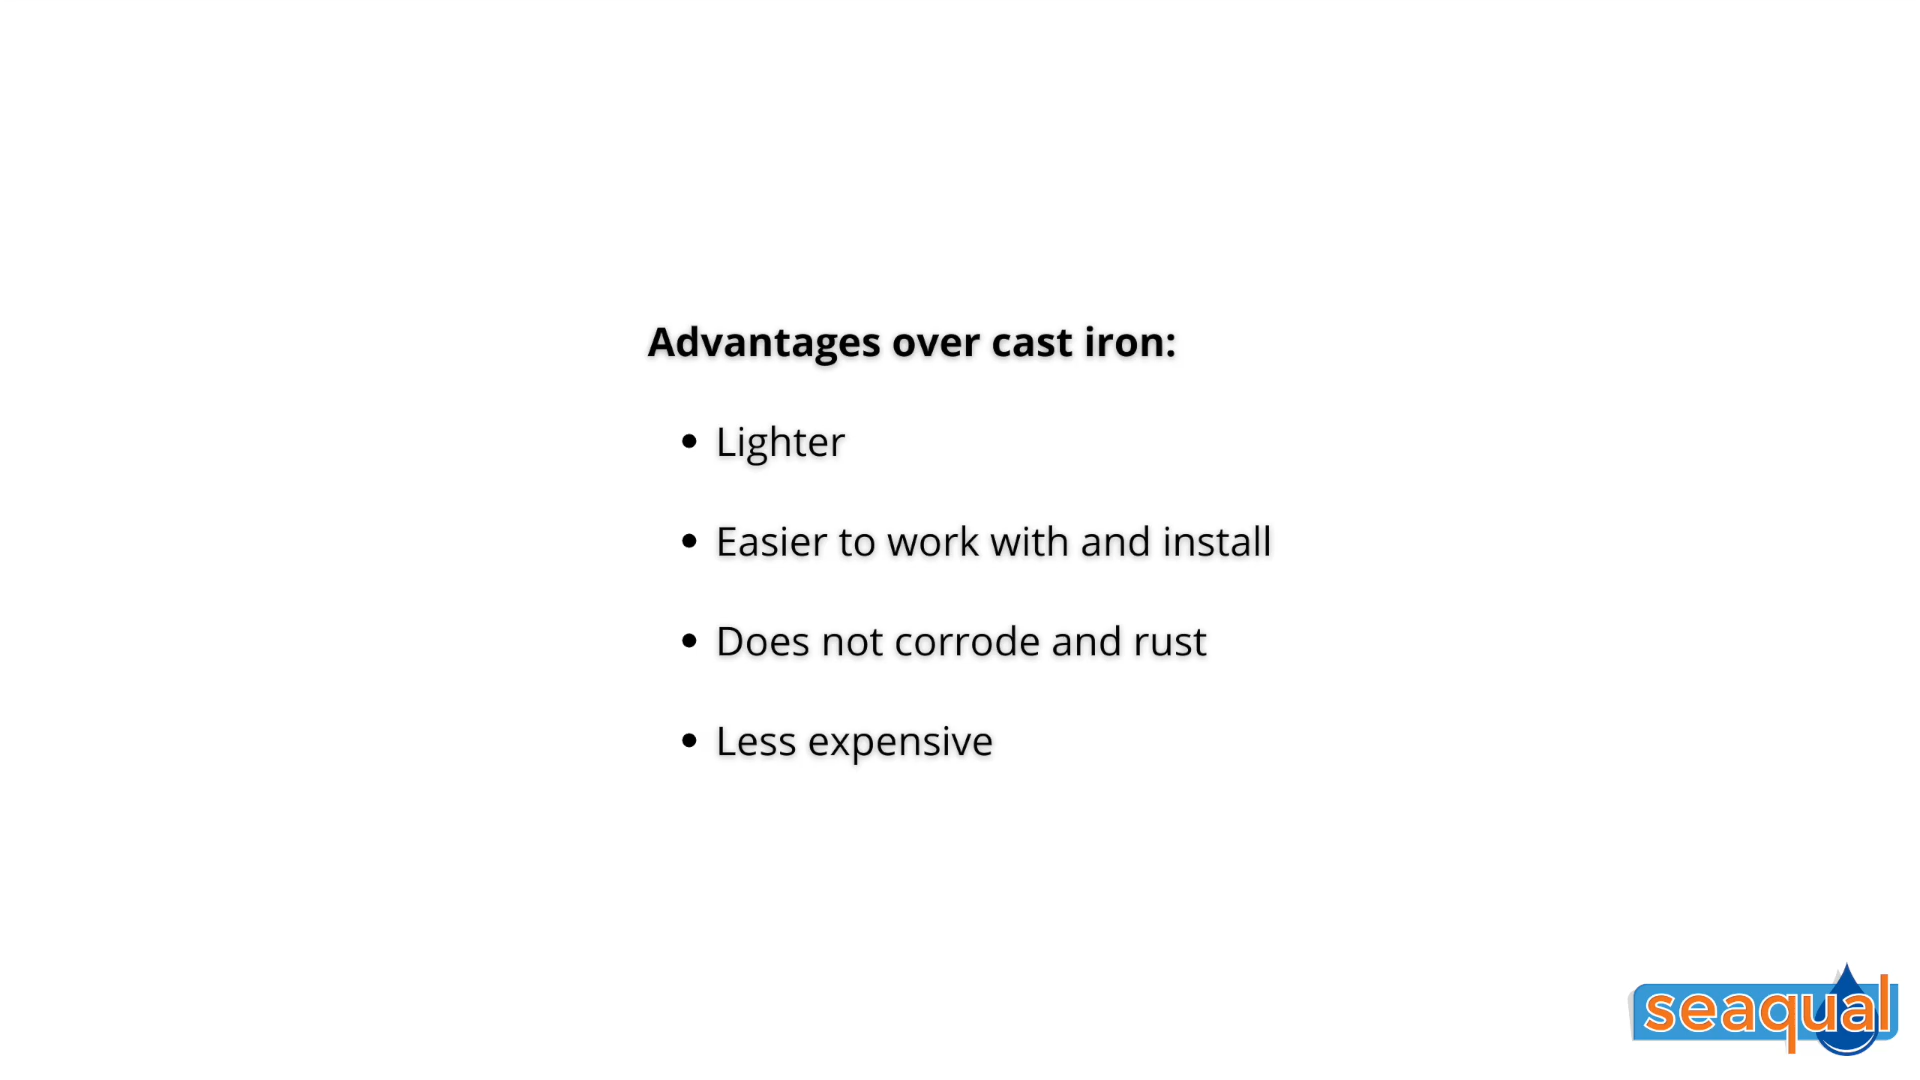 Advantages over cast iron:
• Lighter
• Easier to work with and install
• Does not corrode and rust
• Less expensive
seaqual